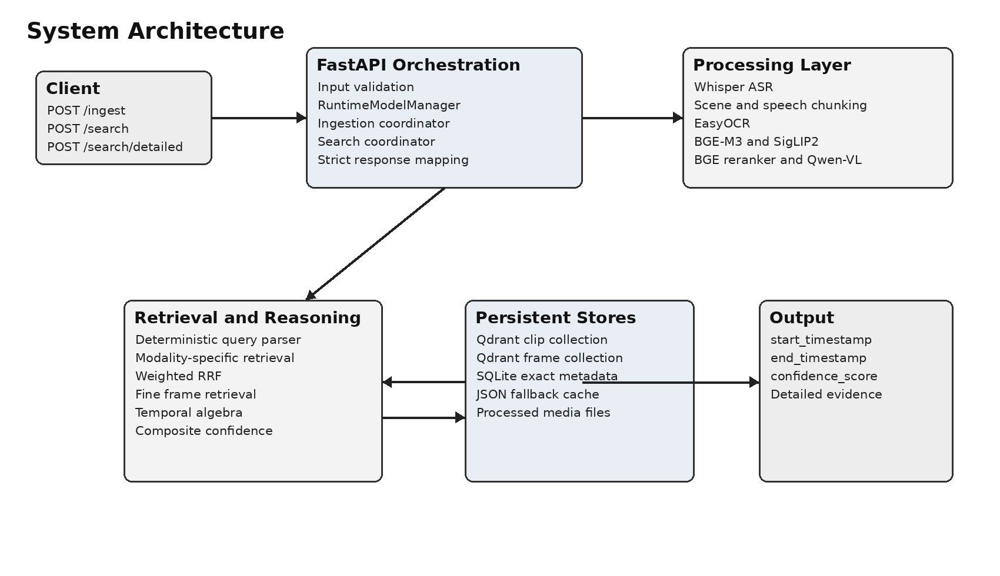 System Architecture
Client
POST /ingest
POST /search
POST /search/detailed
FastAPI Orchestration
Input validation
RuntimeModelManager
Ingestion coordinator
Search coordinator
Strict response mapping
Processing Layer
Whisper ASR
Scene and speech chunking
EasyOCR
BGE-M3 and SigLIP2
BGE reranker and Qwen-VL
Retrieval and Reasoning
Deterministic query parser
Modality-specific retrieval
Weighted RRF
Fine frame retrieval
Temporal algebra
Composite confidence
Persistent Stores
Qdrant clip collection
Qdrant frame collection
SQLite exact metadata
JSON fallback cache
Processed media files
Output
start_timestamp
end_timestamp
confidence_score
Detailed evidence